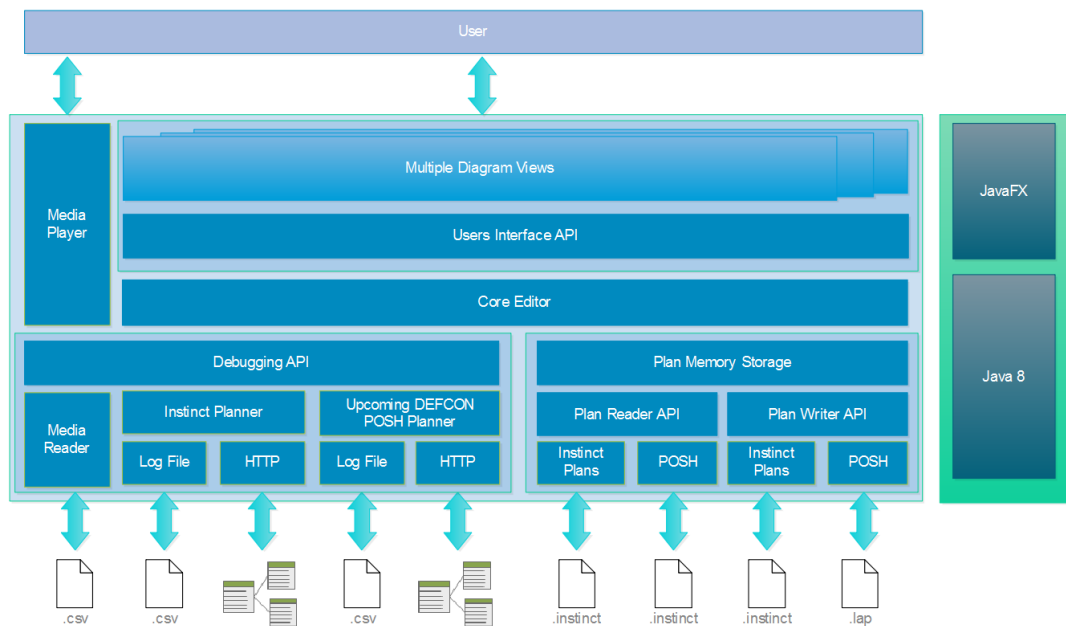 User
Media
Player
Multiple Diagram Views
Users Interface API
Core Editor
JavaFX
Java 8
Debugging API
Plan Memory Storage
Media
Reader
Instinct Planner
Upcoming DEFCON
POSH Planner
Plan Reader API
Plan Writer API
Log File
HTTP
Log File
HTTP
Instinct
Plans
POSH
Instinct
Plans
POSH
.csv
.csv
.csv
.instinct
.instinct
.instinct
.lap